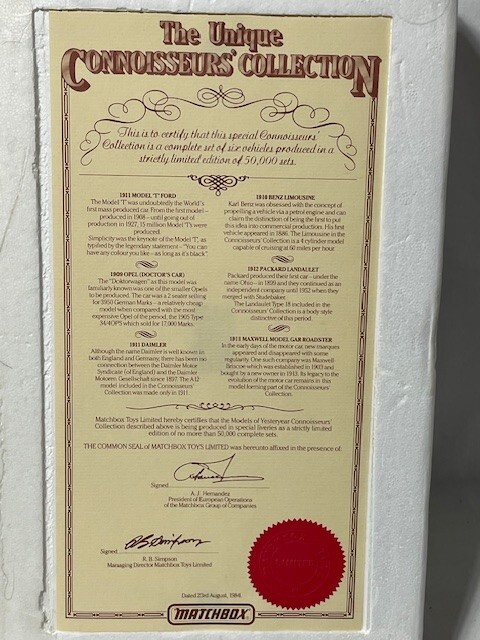 The Unique
CONNOISSEURS' COLLECTION
This is to certify that this special Connoisseurs'
Collection is a complete set of six vehicles produced in a
strictly limited edition of 50,000 sets.
1911 MODEL "T" FORD
The Model "T" was undoubtedly the World's
first mass produced car. From the first model –
produced in 1908 – until going out of
production in 1927, 15 million Model T's were
produced.
Simplicity was the keynote of the Model "T", as
typified by the legendary statement – "You can
have any colour you like – as long as it's black".
1909 OPEL (DOCTOR'S CAR)
The "Doktorwagen" as this model was
familiarly known was one of the smaller Opels
to be produced. The car was a 2 seater selling
for 3950 German Marks – a relatively cheap
model when compared with the most
expensive Opel of the period, the 1905 Type
34/40PS which sold for 17,000 Marks.
1911 DAIMLER
Although the name Daimler is well known in
both England and Germany, there has been no
connection between the Daimler Motor
Syndicate (of England) and the Daimler
Motoren Gesellschaft since 1897. The A12
model included in the Connoisseurs'
Collection was made only in 1911.
1910 BENZ LIMOUSINE
Karl Benz was obsessed with the concept of
propelling a vehicle via a petrol engine and can
claim the distinction of being the first to put
this idea into commercial production. His first
vehicle appeared in 1886. The Limousine in the
Connoisseurs' Collection is a 4 cylinder model
capable of cruising at 60 miles per hour.
1912 PACKARD LANDAULET
Packard produced their first car – under the
name Ohio – in 1899 and they continued as an
independent company until 1952 when they
merged with Studebaker.
The Landaulet Type 18 included in the
Connoisseurs' Collection is a body style
distinctive of this period.
MAXWELL MODEL GAR ROADSTER
In the early days of the motor car, new marques
appeared and disappeared with some
regularity. One such company was Maxwell
Briscoe which was established in 1903 and
bought by a new owner in 1913. Its legacy to the
evolution of the motor car remains in this
model forming part of the Connoisseurs'
Collection.
Matchbox Toys Limited hereby certifies that the Models of Yesteryear Connoisseurs'
Collection described above is being produced in special liveries as a strictly limited
edition of no more than 50,000 complete sets.
THE COMMON SEAL of MATCHBOX TOYS LIMITED was hereunto affixed in the presence of:
Signed
A. J. Hernandez
President of European Operations
of the Matchbox Group of Companies
Signed RB Simpson
R. B. Simpson
Managing Director Matchbox Toys Limited
Dated 23rd August, 1984
MATCHBOX